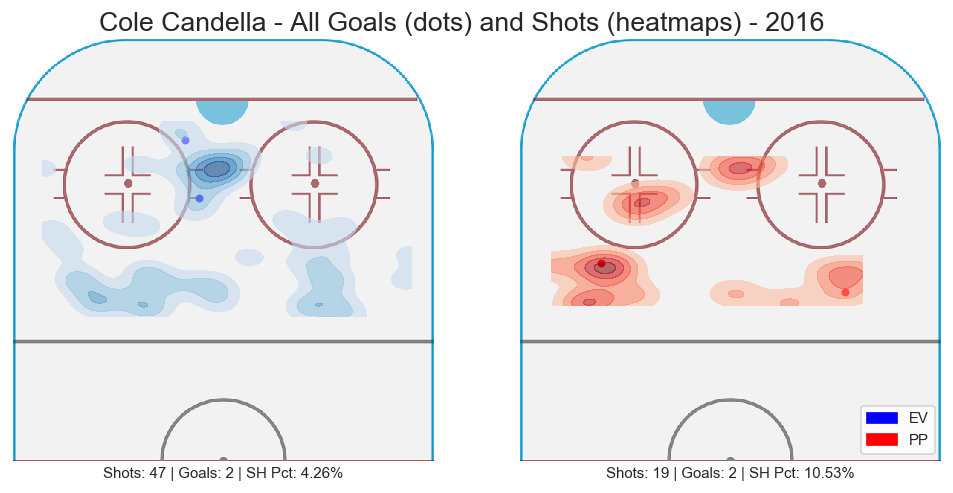 Cole Candella - All Goals (dots) and Shots (heatmaps) - 2016
EV
PP
Shots: 47 | Goals: 2 | SH Pct: 4.26%
Shots: 19 | Goals: 2 | SH Pct: 10.53%